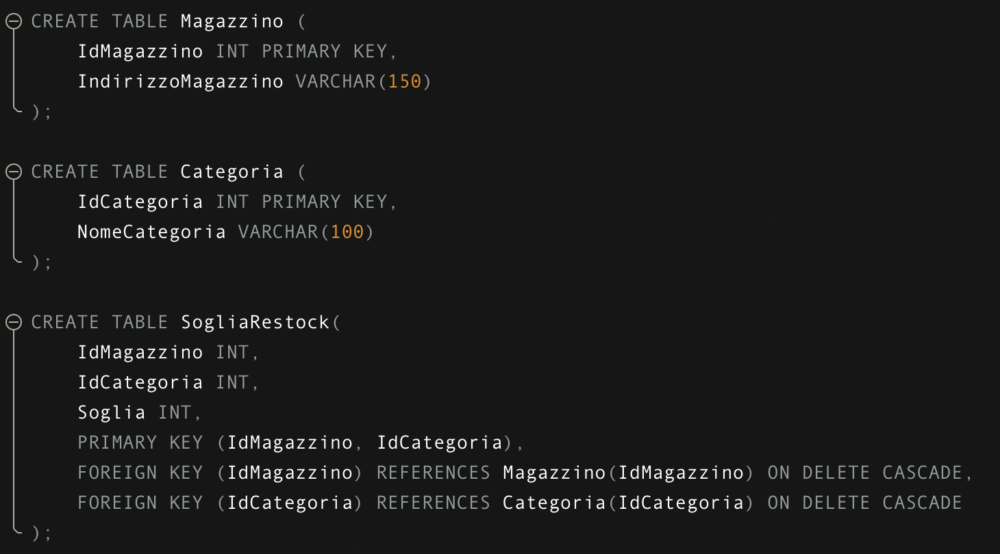 CREATE TABLE Magazzino (
    IdMagazzino INT PRIMARY KEY,
    IndirizzoMagazzino VARCHAR(150)
);

CREATE TABLE Categoria (
    IdCategoria INT PRIMARY KEY,
    NomeCategoria VARCHAR(100)
);

CREATE TABLE SogliaRestock(
    IdMagazzino INT,
    IdCategoria INT,
    Soglia INT,
    PRIMARY KEY (IdMagazzino, IdCategoria),
    FOREIGN KEY (IdMagazzino) REFERENCES Magazzino(IdMagazzino) ON DELETE CASCADE,
    FOREIGN KEY (IdCategoria) REFERENCES Categoria(IdCategoria) ON DELETE CASCADE
);